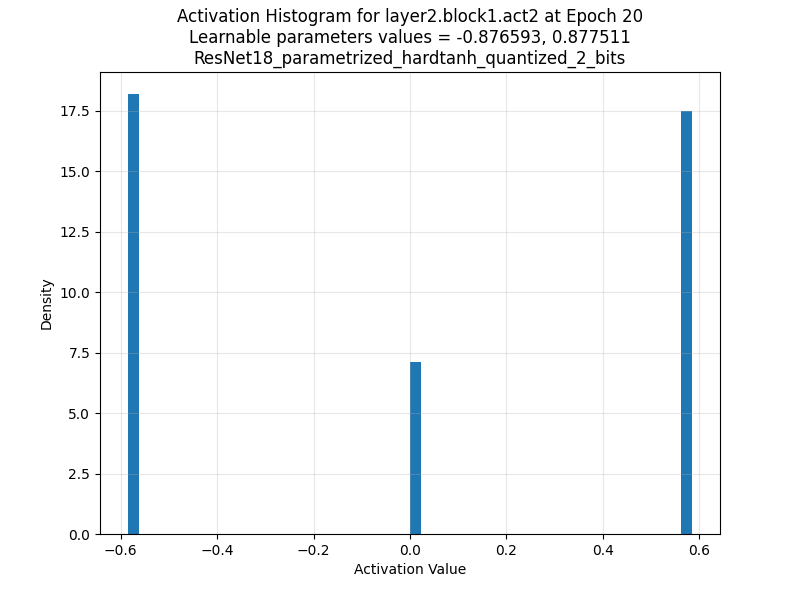 Activation Histogram for layer2.block1.act2 at Epoch 20
Learnable parameters values = -0.876593, 0.877511
ResNet18_parametrized_hardtanh_quantized_2_bits
17.5
15.0
12.5
10.0
7.5
5.0
2.5
0.0
Density
−0.6 −0.4 −0.2 0.0 0.2 0.4 0.6
Activation Value